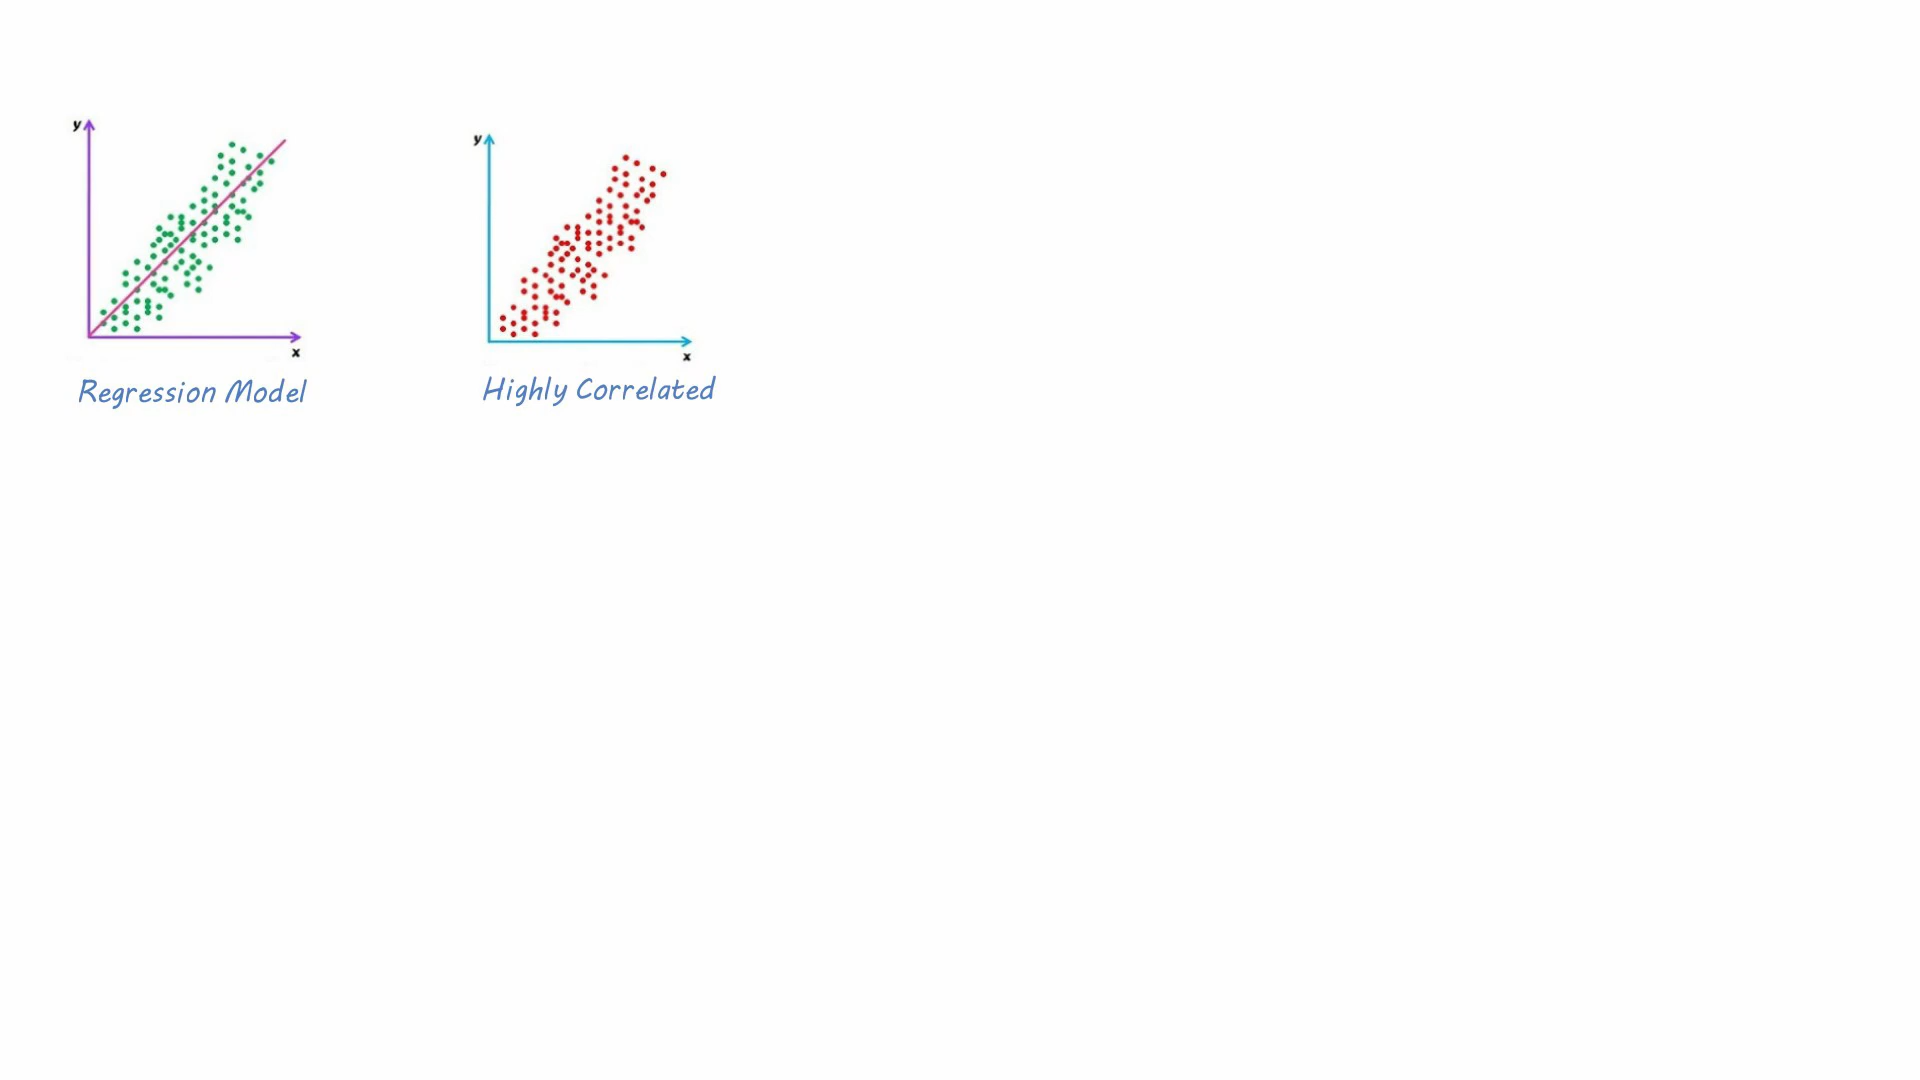 y
x
Regression Model
y
x
Highly Correlated